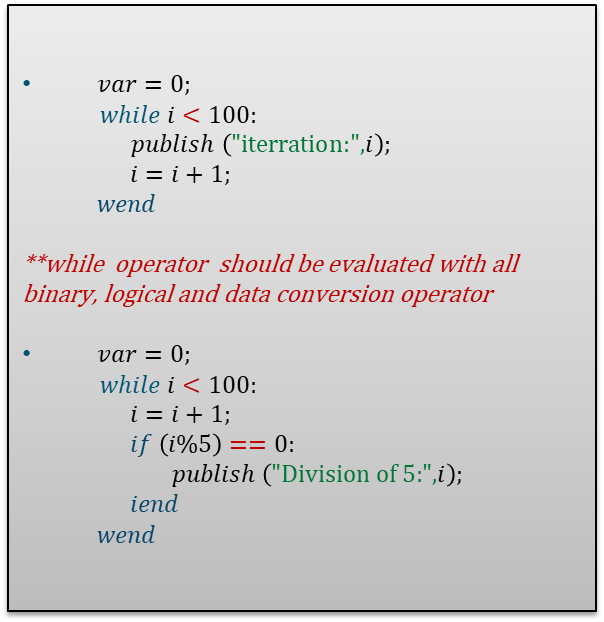 • var = 0;
while i < 100:
publish ("iterration:",i);
i = i + 1;
wend
**while operator should be evaluated with all
binary, logical and data conversion operator
• var = 0;
while i < 100:
i = i + 1;
if (i%5) == 0:
publish ("Division of 5:",i);
iend
wend